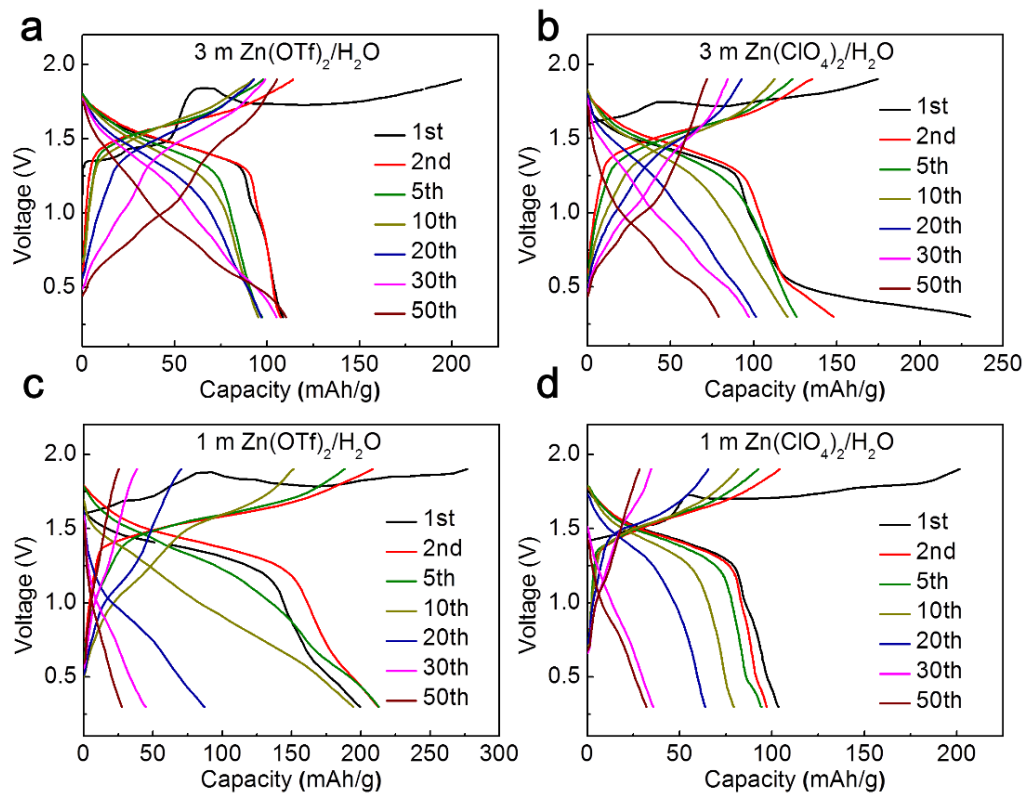 a
3 m Zn(OTf)₂/H₂O
2.0
1.5
1.0
0.5
Voltage (V)
1st
2nd
5th
10th
20th
30th
50th
0 50 100 150 200
Capacity (mAh/g)
b
3 m Zn(ClO₄)₂/H₂O
2.0
1.5
1.0
0.5
Voltage (V)
1st
2nd
5th
10th
20th
30th
50th
0 50 100 150 200 250
Capacity (mAh/g)
c
1 m Zn(OTf)₂/H₂O
2.0
1.5
1.0
0.5
Voltage (V)
1st
2nd
5th
10th
20th
30th
50th
0 50 100 150 200 250 300
Capacity (mAh/g)
d
1 m Zn(ClO₄)₂/H₂O
2.0
1.5
1.0
0.5
Voltage (V)
1st
2nd
5th
10th
20th
30th
50th
0 50 100 150 200
Capacity (mAh/g)